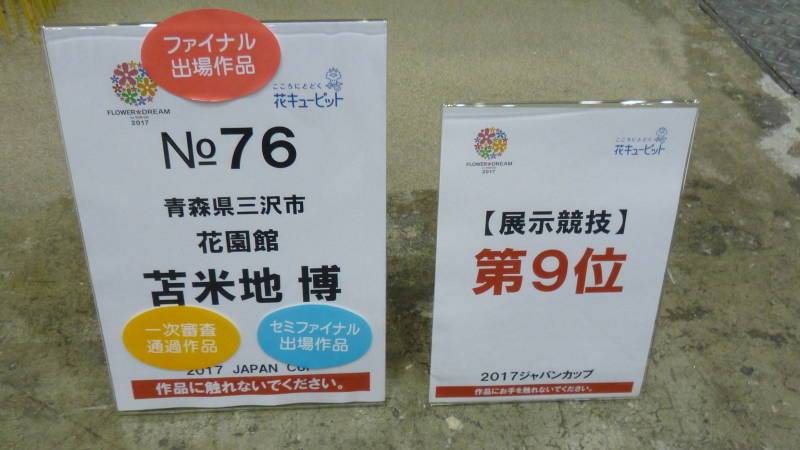 ファイナル
出場作品
FLOWER★DREAM
2017
こころにとどく
花キューピット
№76
青森県三沢市
花園館
苫米地 博
一次審査
通過作品
セミファイナル
出場作品
2017 JAPAN
作品に触れないでください。
FLOWER★DREAM
2017
こころにとどく
花キューピット
【展示競技】
第9位
2017ジャパンカップ
作品にお手を触れないでください。